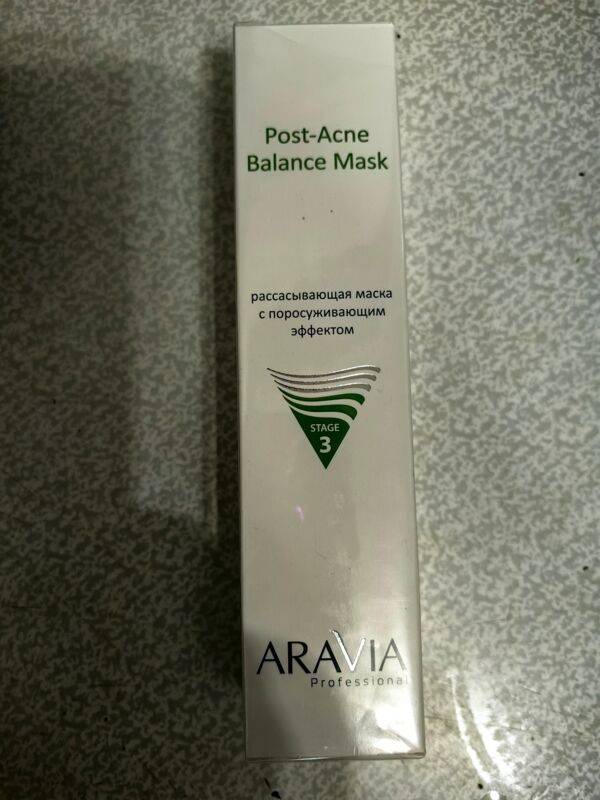 Post-Acne
Balance Mask
рассасывающая маска
с поросуживающим
эффектом
STAGE
3
ARAVIA
Professional